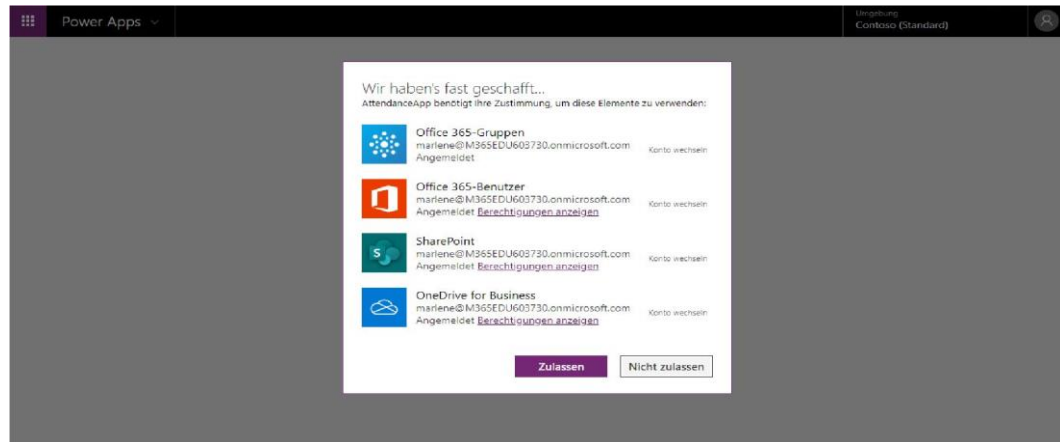 Power Apps
Umgebung
Contoso (Standard)
Wir haben's fast geschafft...
AttendanceApp benötigt Ihre Zustimmung, um diese Elemente zu verwenden:
Office 365-Gruppen
marlene@M365EDU603730.onmicrosoft.com
Konto wechseln
Angemeldet
Office 365-Benutzer
marlene@M365EDU603730.onmicrosoft.com
Konto wechseln
Angemeldet Berechtigungen anzeigen
SharePoint
marlene@M365EDU603730.onmicrosoft.com
Konto wechseln
Angemeldet Berechtigungen anzeigen
OneDrive for Business
marlene@M365EDU603730.onmicrosoft.com
Konto wechseln
Angemeldet Berechtigungen anzeigen
Zulassen
Nicht zulassen